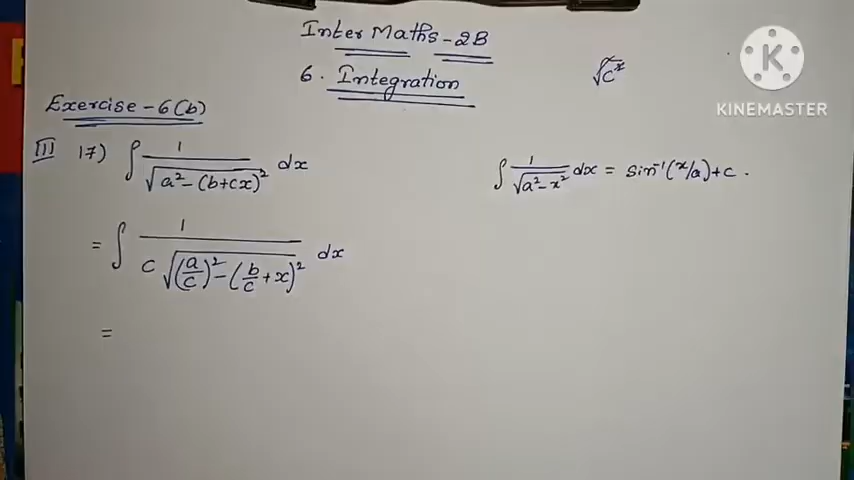 Inter Maths - 2B
6. Integration
√c²
K
KINEMASTER
Exercise - 6(b)
III 17) ∫ 1/√(a² - (b+cx)²) dx
∫ 1/√(a² - x²) dx = sin⁻¹(x/a) + c.
= ∫ 1/(c √((a/c)² - (b/c + x)²)) dx
=